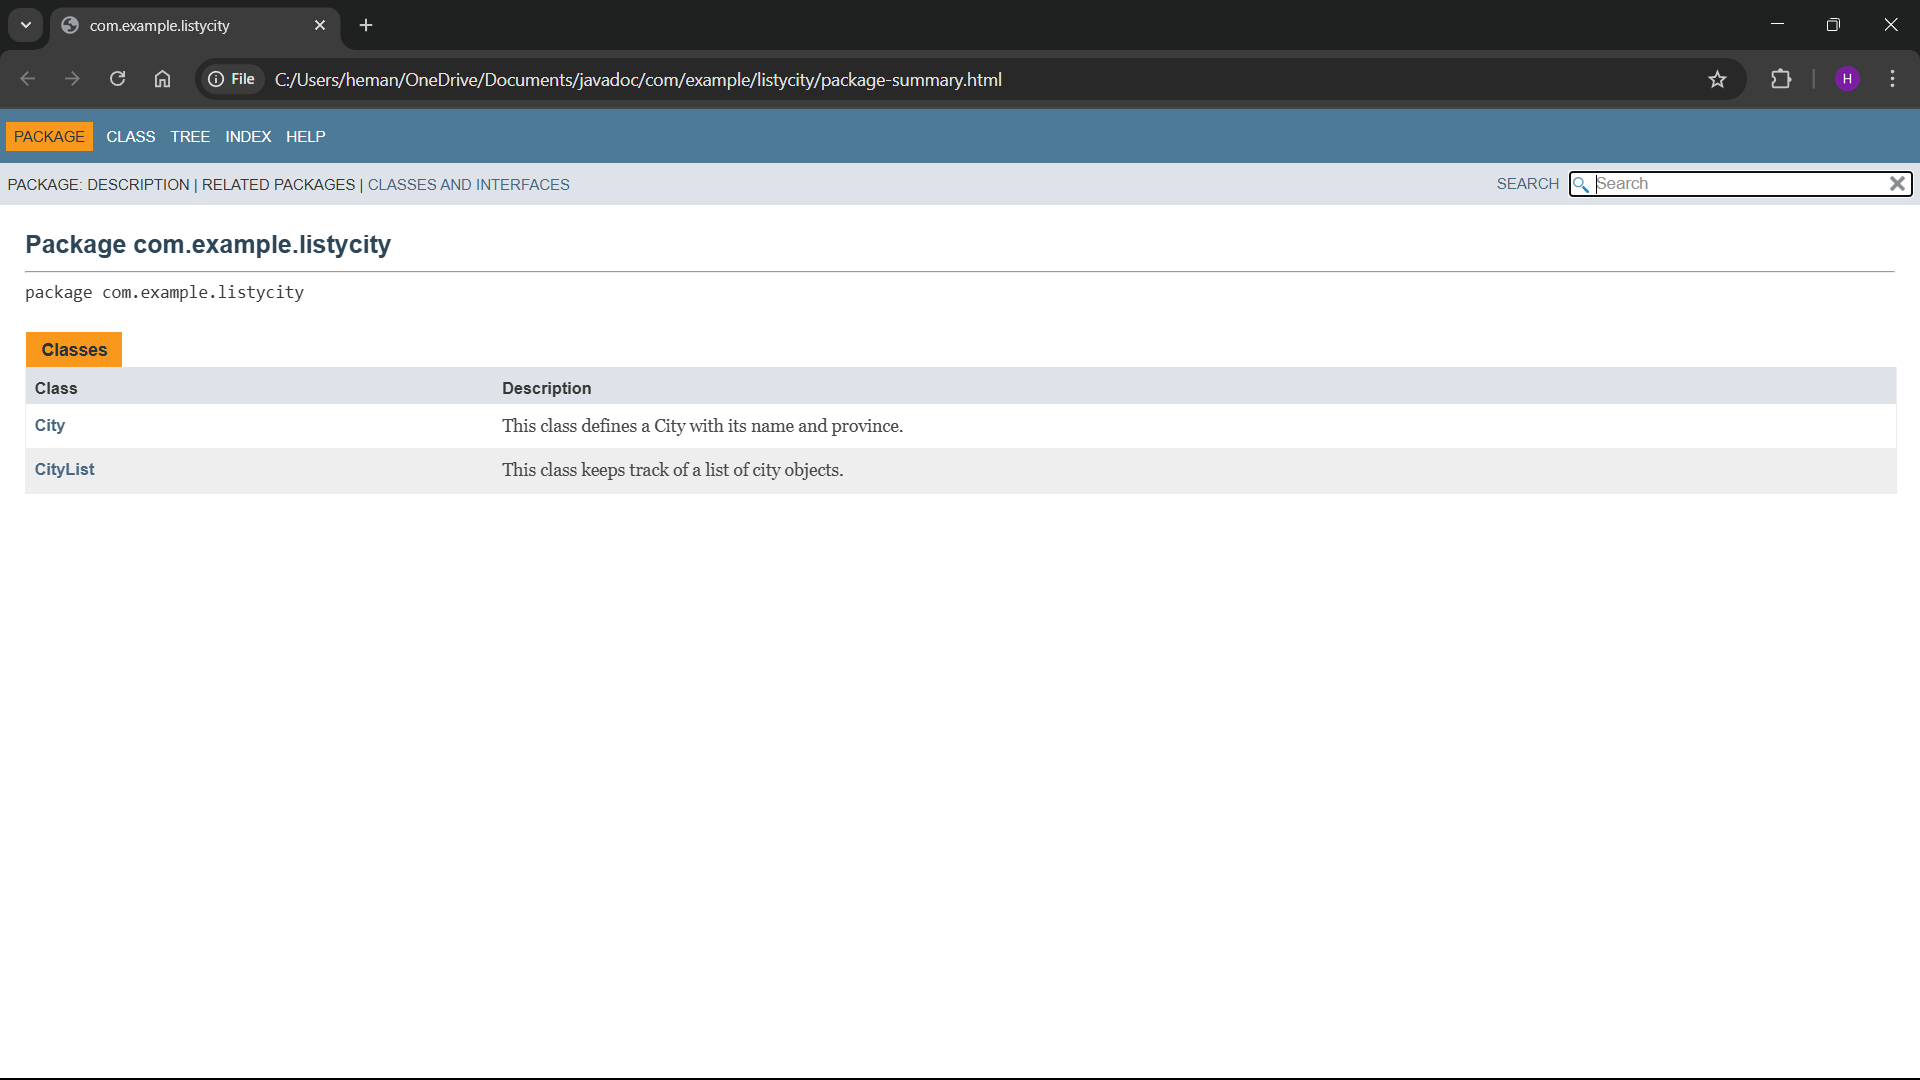 com.example.listycity
File C:/Users/heman/OneDrive/Documents/javadoc/com/example/listycity/package-summary.html H
PACKAGE CLASS TREE INDEX HELP
PACKAGE: DESCRIPTION | RELATED PACKAGES | CLASSES AND INTERFACES SEARCH Search
Package com.example.listycity
package com.example.listycity
Classes
Class Description
City This class defines a City with its name and province.
CityList This class keeps track of a list of city objects.